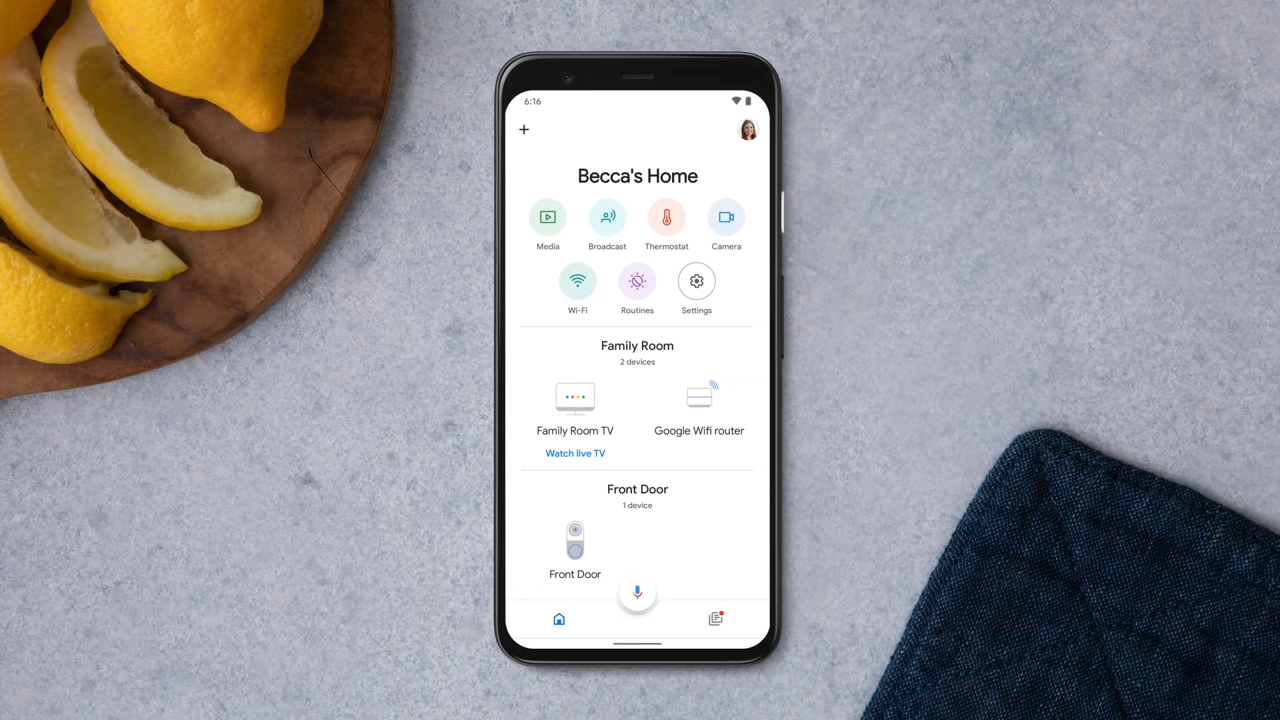 6:16
Becca's Home
Media Broadcast Thermostat Camera
Wi-Fi Routines Settings
Family Room
2 devices
Family Room TV Google Wifi router
Watch live TV
Front Door
1 device
Front Door